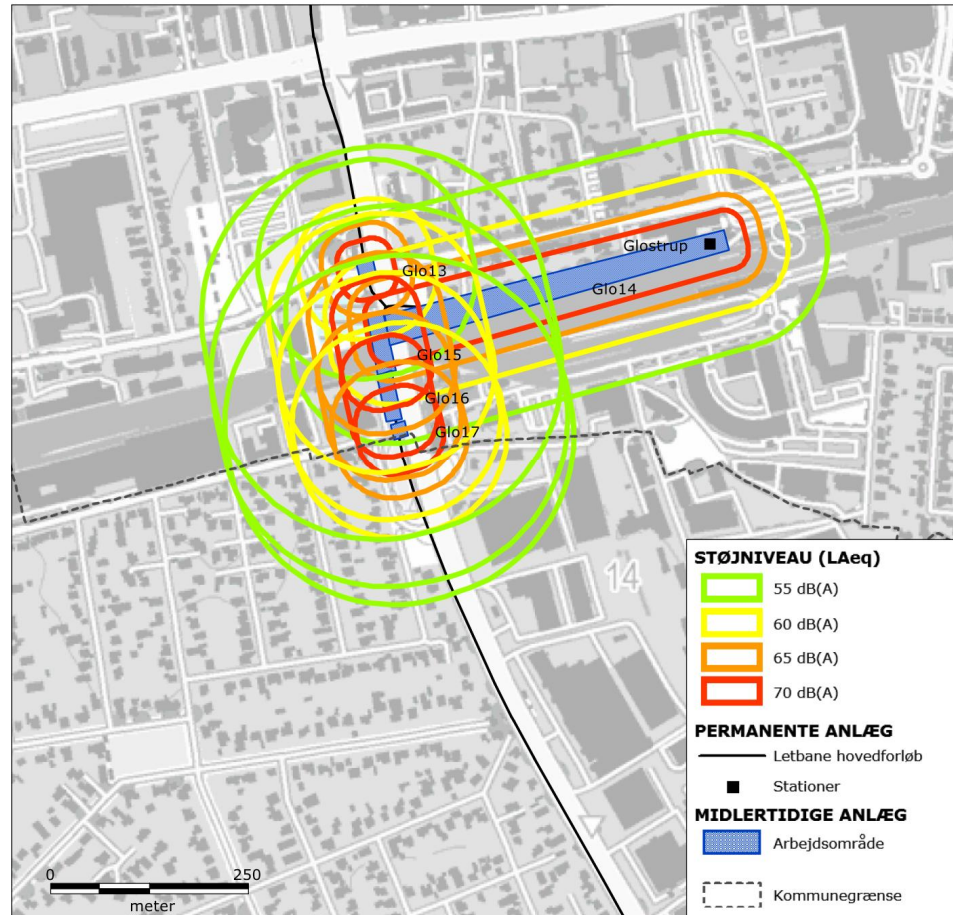 Glo13
Glostrup
Glo14
Glo15
Glo16
Glo17
14
STØJNIVEAU (LAeq)
55 dB(A)
60 dB(A)
65 dB(A)
70 dB(A)
PERMANENTE ANLÆG
Letbane hovedforløb
Stationer
MIDLERTIDIGE ANLÆG
Arbejdsområde
Kommunegrænse
0 250
meter